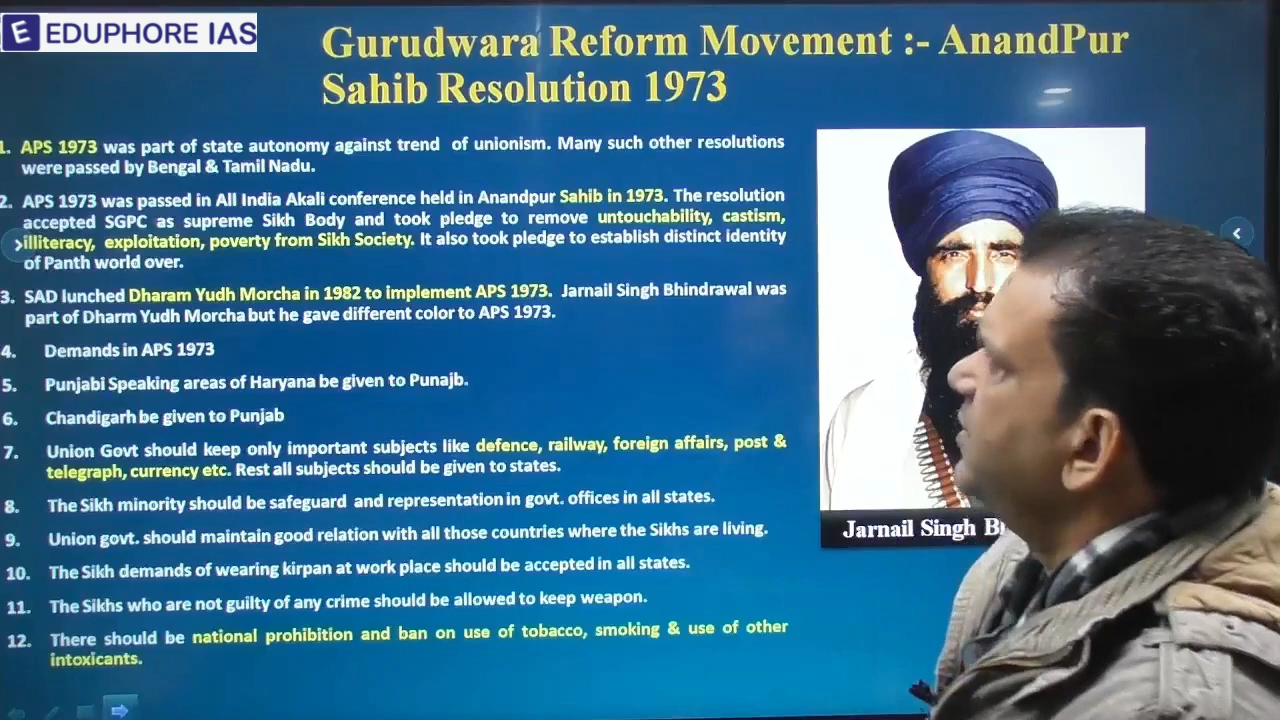 E EDUPHORE IAS
Gurudwara Reform Movement :- AnandPur
Sahib Resolution 1973
1. APS 1973 was part of state autonomy against trend of unionism. Many such other resolutions
were passed by Bengal & Tamil Nadu.
2. APS 1973 was passed in All India Akali conference held in Anandpur Sahib in 1973. The resolution
accepted SGPC as supreme Sikh Body and took pledge to remove untouchability, castism,
illiteracy, exploitation, poverty from Sikh Society. It also took pledge to establish distinct identity
of Panth world over.
3. SAD lunched Dharam Yudh Morcha in 1982 to implement APS 1973. Jarnail Singh Bhindrawal was
part of Dharm Yudh Morcha but he gave different color to APS 1973.
4. Demands in APS 1973
5. Punjabi Speaking areas of Haryana be given to Punajb.
6. Chandigarh be given to Punjab
7. Union Govt should keep only important subjects like defence, railway, foreign affairs, post &
telegraph, currency etc. Rest all subjects should be given to states.
8. The Sikh minority should be safeguard and representation in govt. offices in all states.
9. Union govt. should maintain good relation with all those countries where the Sikhs are living.
10. The Sikh demands of wearing kirpan at work place should be accepted in all states.
11. The Sikhs who are not guilty of any crime should be allowed to keep weapon.
12. There should be national prohibition and ban on use of tobacco, smoking & use of other
intoxicants.
Jarnail Singh